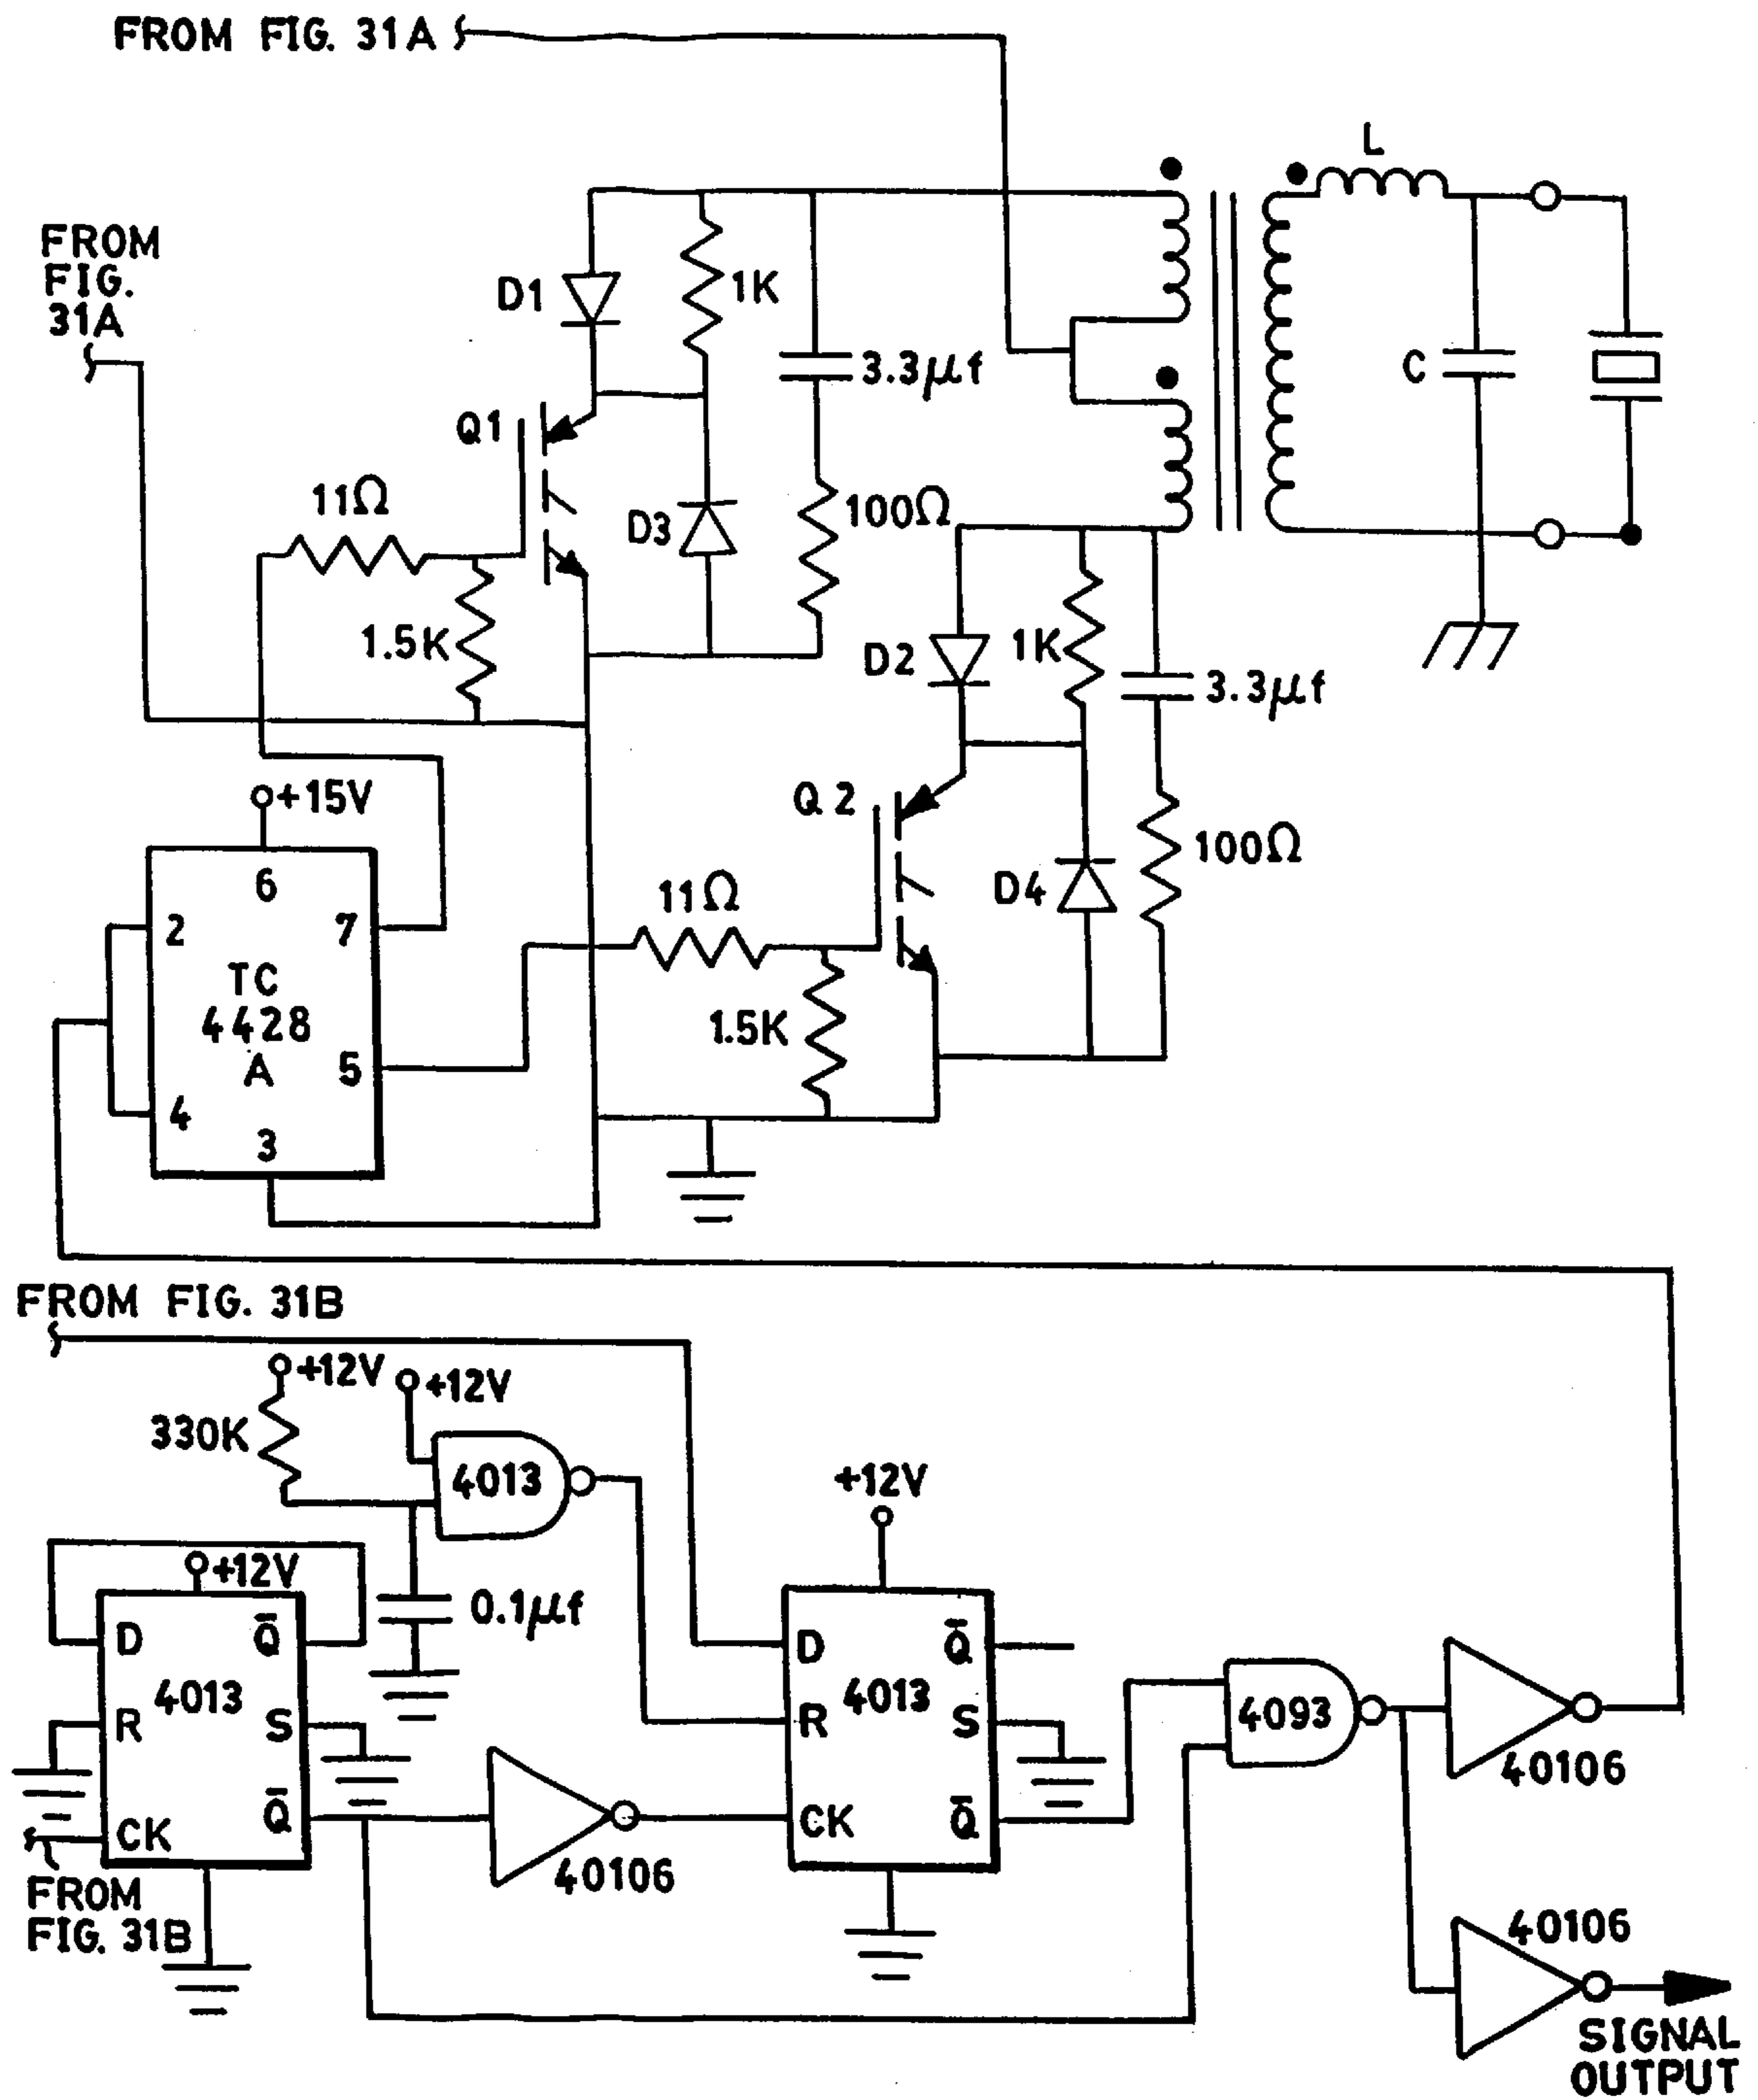 FROM FIG. 31A
L
FROM
FIG.
31A
D1
1K
3.3μf
C
Q1
11Ω
D3
100Ω
1.5K
D2
1K
3.3μf
+15V
Q2
6
11Ω
D4
100Ω
2
7
TC
4428
A
1.5K
5
4
3
FROM FIG. 31B
+12V
+12V
330K
4013
+12V
+12V
0.1μf
D
Q̅
4013
R
S
CK
Q̅
D
Q̅
4013
R
S
CK
Q̅
4093
40106
40106
FROM
FIG. 31B
40106
SIGNAL
OUTPUT